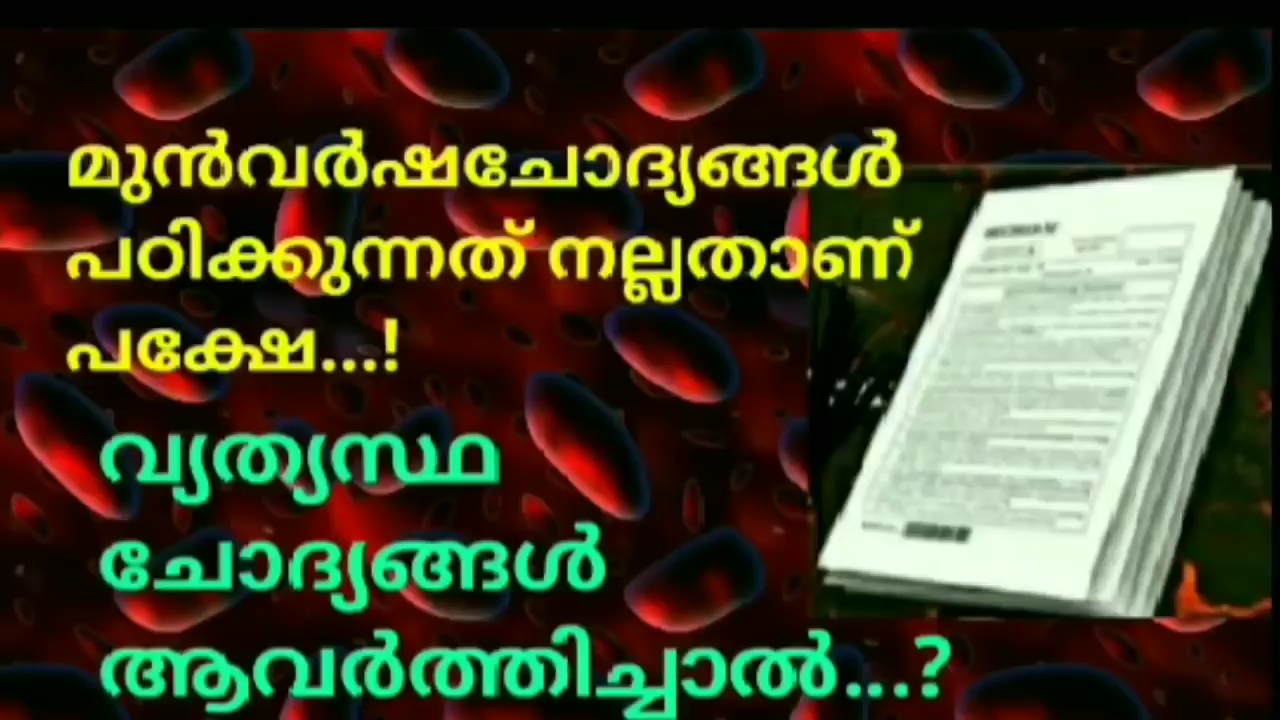 മുൻവർഷചോദ്യങ്ങൾ
പഠിക്കുന്നത് നല്ലതാണ്
പക്ഷേ...!
വ്യത്യസ്ഥ
ചോദ്യങ്ങൾ
ആവർത്തിച്ചാൽ...?